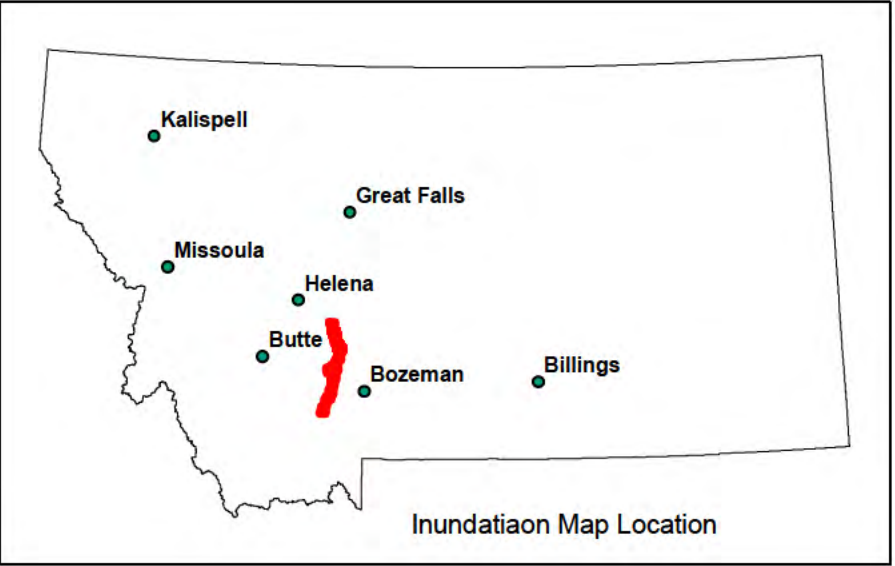 Kalispell
Great Falls
Missoula
Helena
Butte
Bozeman
Billings
Inundatiaon Map Location